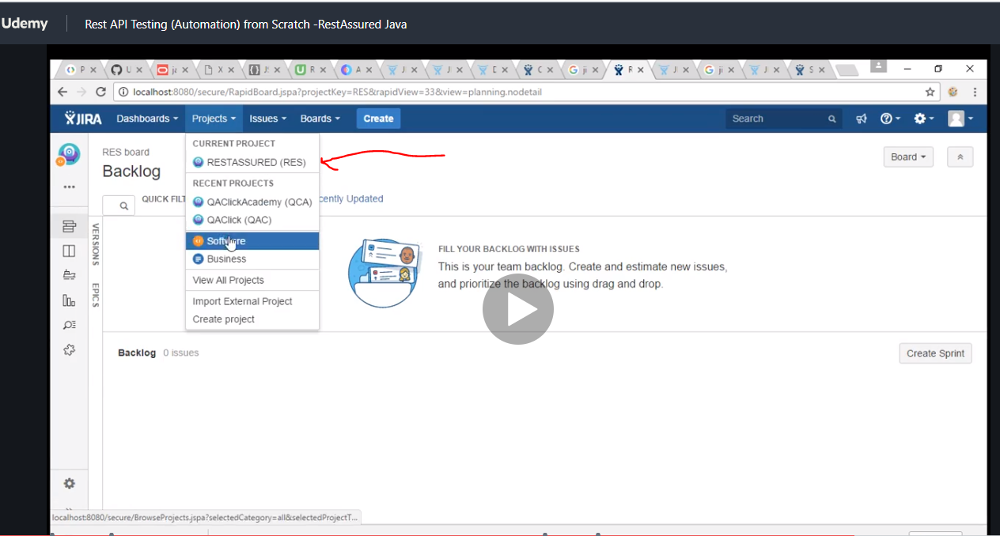 Udemy Rest API Testing (Automation) from Scratch -RestAssured Java
P U X X R A C R S
localhost:8080/secure/RapidBoard.jspa?projectKey=RES&rapidView=33&view=planning.nodetail
JIRA Dashboards Projects Issues Boards Create Search
CURRENT PROJECT
RES board
Board
RESTASSURED (RES)
Backlog
RECENT PROJECTS
QUICK FILT
cently Updated
QAClickAcademy (QCA)
QAClick (QAC)
VERSIONS
Software
FILL YOUR BACKLOG WITH ISSUES
Business
This is your team backlog. Create and estimate new issues,
View All Projects
and prioritize the backlog using drag and drop.
EPICS
Import External Project
Create project
Backlog 0 issues
Create Sprint
localhost:8080/secure/BrowseProjects.jspa?selectedCategory=all&selectedProjectT...